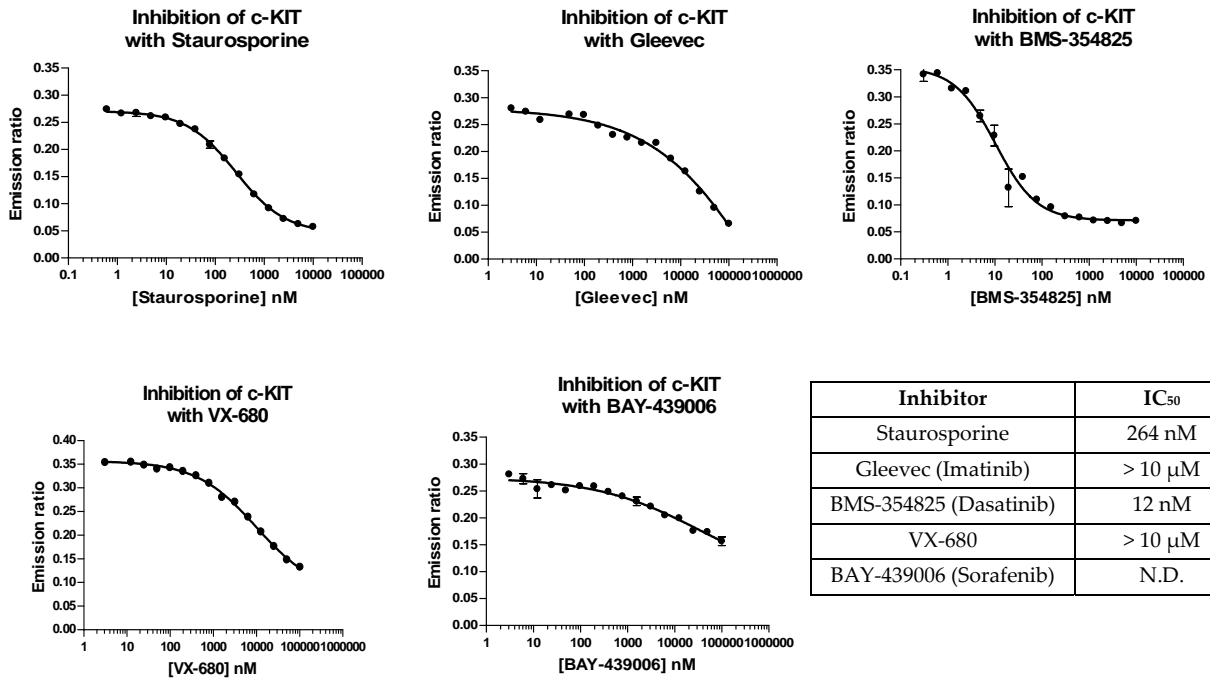 Inhibition of c-KIT
with Staurosporine
Emission ratio
0.35
0.30
0.25
0.20
0.15
0.10
0.05
0.00
0.1 1 10 100 1000 10000 100000
[Staurosporine] nM
Inhibition of c-KIT
with Gleevec
Emission ratio
0.35
0.30
0.25
0.20
0.15
0.10
0.05
0.00
1 10 100 1000 10000 1000001000000
[Gleevec] nM
Inhibition of c-KIT
with BMS-354825
Emission ratio
0.35
0.30
0.25
0.20
0.15
0.10
0.05
0.00
0.1 1 10 100 1000 10000 100000
[BMS-354825] nM
Inhibition of c-KIT
with VX-680
Emission ratio
0.40
0.35
0.30
0.25
0.20
0.15
0.10
0.05
0.00
1 10 100 1000 10000 1000001000000
[VX-680] nM
Inhibition of c-KIT
with BAY-439006
Emission ratio
0.35
0.30
0.25
0.20
0.15
0.10
0.05
0.00
1 10 100 1000 10000 1000001000000
[BAY-439006] nM
Inhibitor IC₅₀
Staurosporine 264 nM
Gleevec (Imatinib) > 10 µM
BMS-354825 (Dasatinib) 12 nM
VX-680 > 10 µM
BAY-439006 (Sorafenib) N.D.